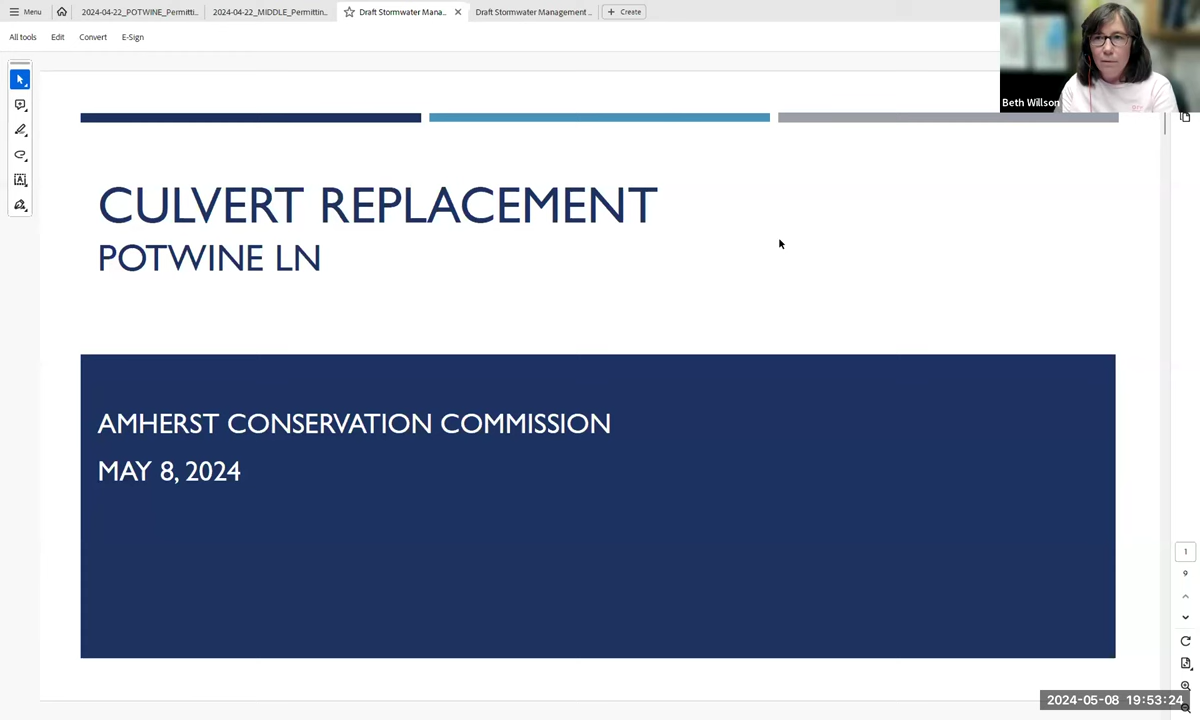 Menu
2024-04-22_POTWINE_Permitti..
2024-04-22_MIDDLE_Permittin..
Draft Stormwater Mana..
Draft Stormwater Management ..
+ Create
All tools
Edit
Convert
E-Sign
Beth Willson
CULVERT REPLACEMENT
POTWINE LN
AMHERST CONSERVATION COMMISSION
MAY 8, 2024
1
9
2024-05-08 19:53:24